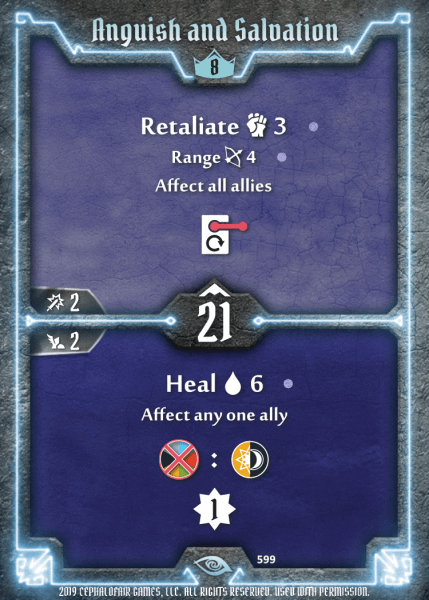 Anguish and Salvation
8
Retaliate 3
Range 4
Affect all allies
2
21
2
Heal 6
Affect any one ally
:
1
599
2019 CEPHALOFAIR GAMES, LLC. ALL RIGHTS RESERVED. USED WITH PERMISSION.